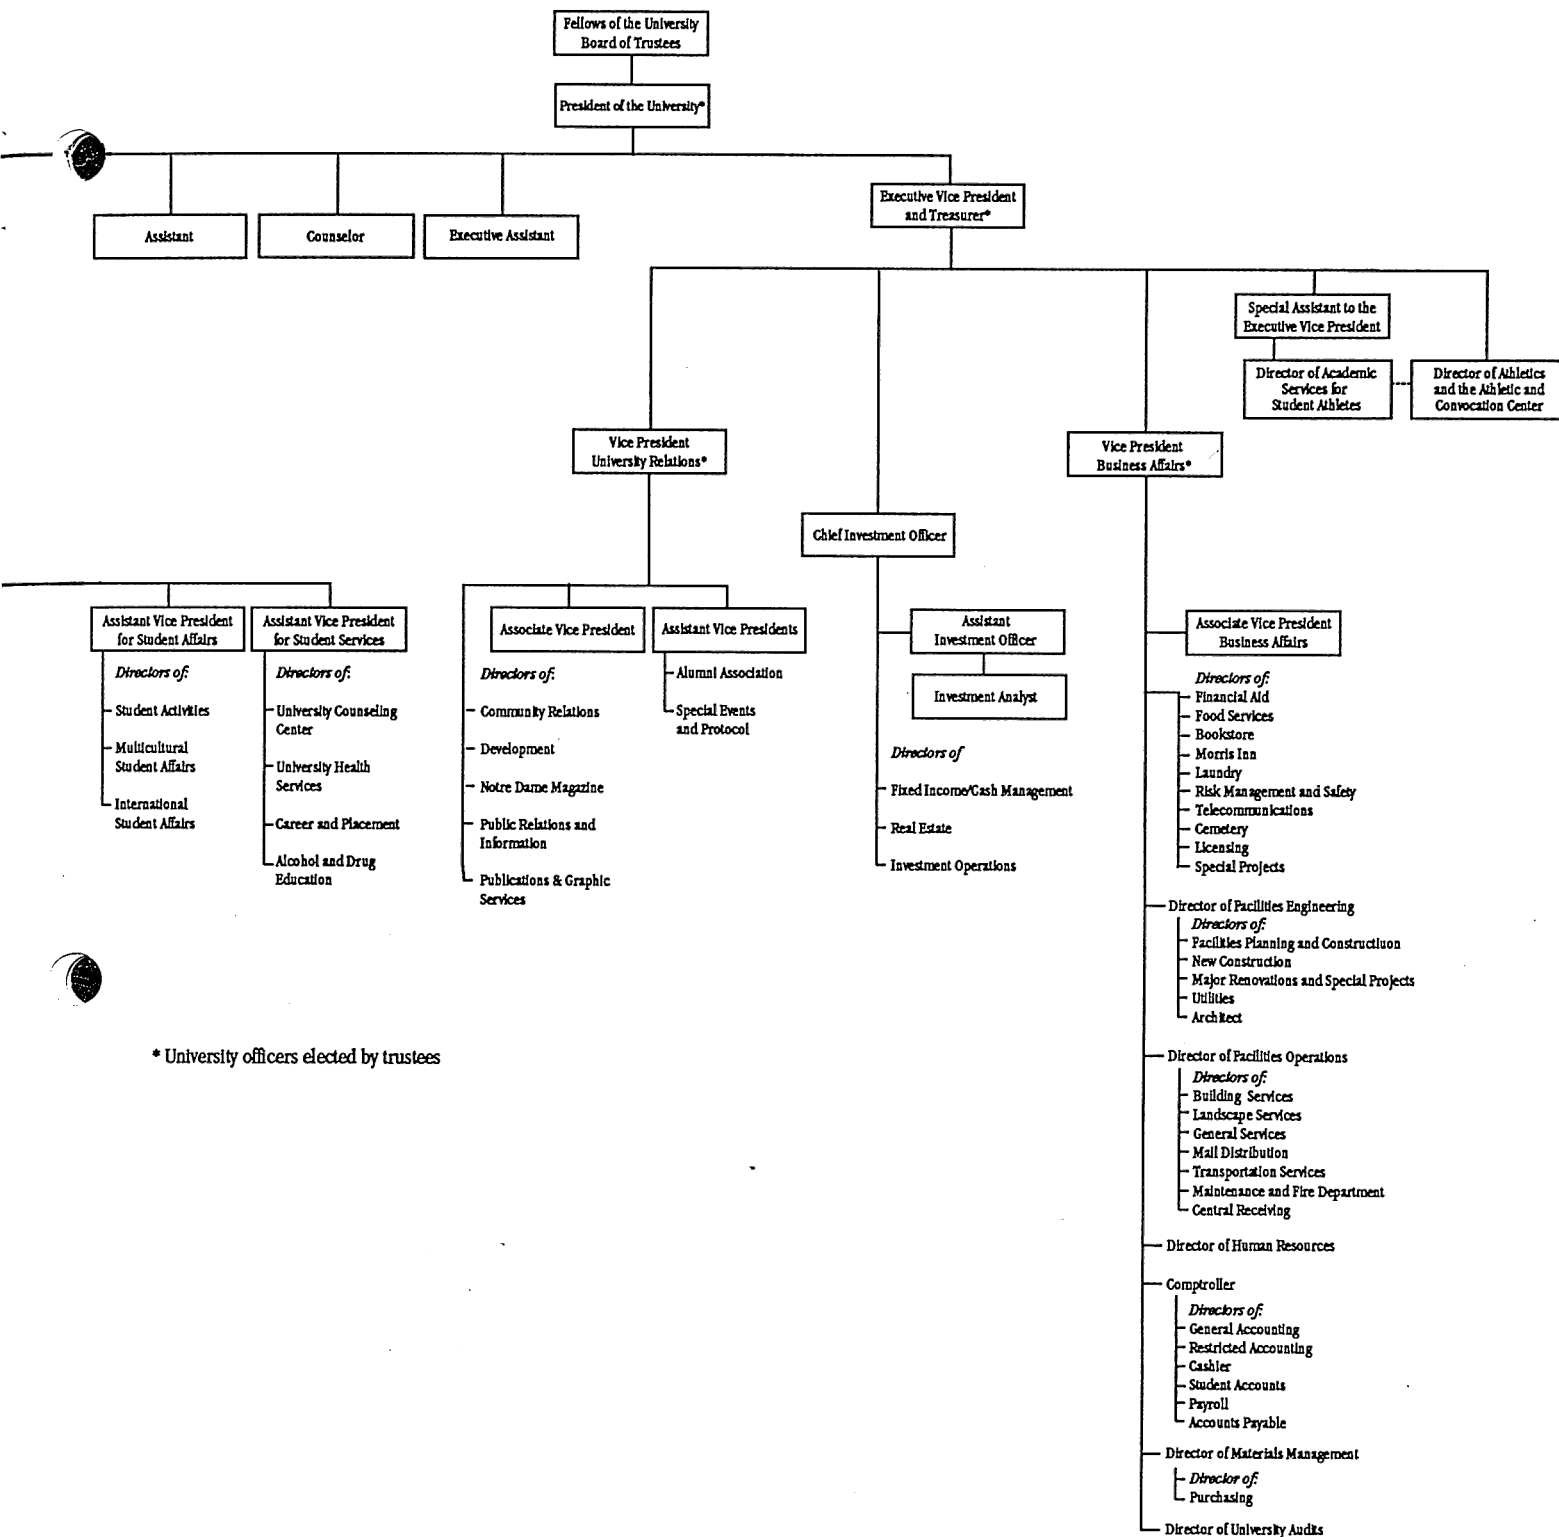 Fellows of the University
Board of Trustees
President of the University*
Executive Vice President
and Treasurer*
Assistant
Counselor
Executive Assistant
Special Assistant to the
Executive Vice President
Director of Academic
Services for
Student Athletes
Director of Athletics
and the Athletic and
Convocation Center
Vice President
University Relations*
Vice President
Business Affairs*
Chief Investment Officer
Assistant Vice President
for Student Affairs
Directors of:
Student Activities
Multicultural
Student Affairs
International
Student Affairs
Assistant Vice President
for Student Services
Directors of:
University Counseling
Center
University Health
Services
Career and Placement
Alcohol and Drug
Education
Associate Vice President
Assistant Vice Presidents
Directors of:
Community Relations
Development
Notre Dame Magazine
Public Relations and
Information
Publications & Graphic
Services
Alumni Association
Special Events
and Protocol
Assistant
Investment Officer
Investment Analyst
Directors of
Fixed Income/Cash Management
Real Estate
Investment Operations
Associate Vice President
Business Affairs
Directors of:
Financial Aid
Food Services
Bookstore
Morris Inn
Laundry
Risk Management and Safety
Telecommunications
Cemetery
Licensing
Special Projects
Director of Facilities Engineering
Directors of:
Facilities Planning and Constructiuon
New Construction
Major Renovations and Special Projects
Utilities
Architect
Director of Facilities Operations
Directors of:
Building Services
Landscape Services
General Services
Mail Distribution
Transportation Services
Maintenance and Fire Department
Central Receiving
Director of Human Resources
Comptroller
Directors of:
General Accounting
Restricted Accounting
Cashier
Student Accounts
Payroll
Accounts Payable
Director of Materials Management
Director of:
Purchasing
Director of University Audits
* University officers elected by trustees